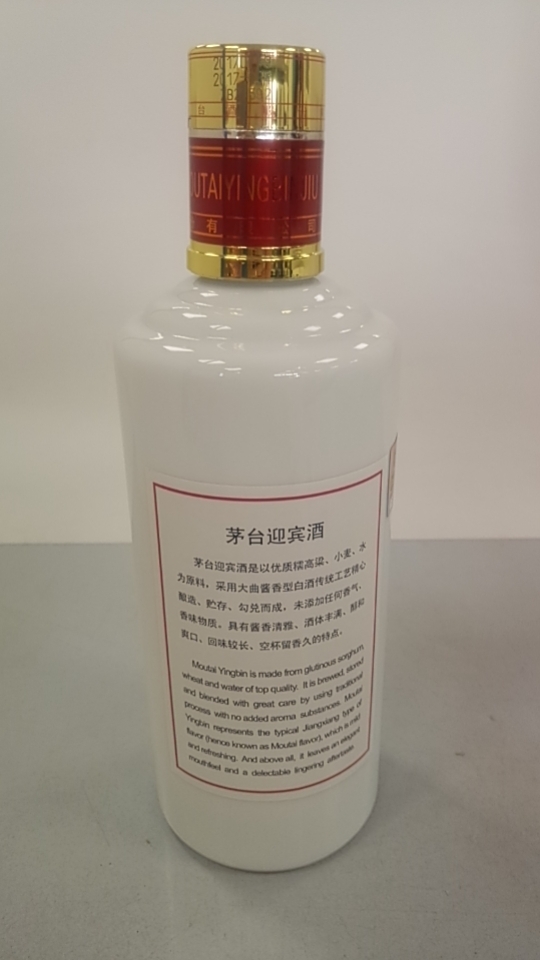 2017
台
UTAIYINGBINJIU
有 公 司
茅台迎宾酒
茅台迎宾酒是以优质糯高粱、小麦、水
为原料，采用大曲酱香型白酒传统工艺精心
酿造、贮存、勾兑而成，未添加任何香气、
香味物质，具有酱香清雅、酒体丰满、醇和
爽口、回味较长、空杯留香久的特点。
Moutai Yingbin is made from glutinous sorghum,
wheat and water of top quality. It is brewed, stored
and blended with great care by using traditional
process with no added aroma substances. Moutai
Yingbin represents the typical Jiangxiang type of
flavor (hence known as Moutai flavor), which is mild
and refreshing. And above all, it leaves an elegant
mouthfeel and a delectable lingering aftertaste.